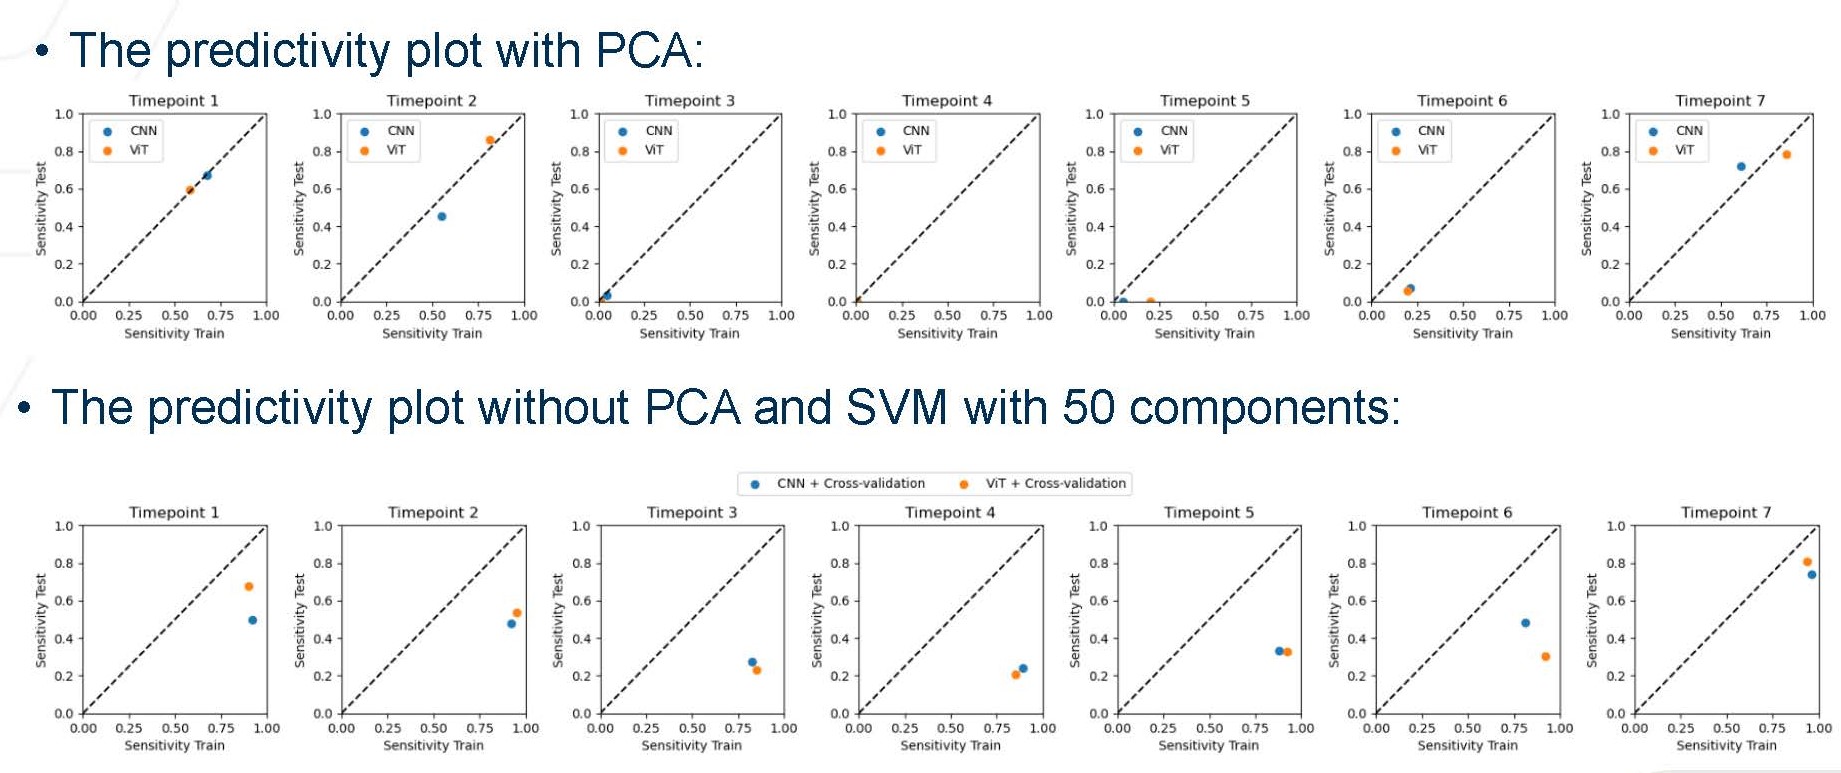 • The predictivity plot with PCA:
Timepoint 1 Timepoint 2 Timepoint 3 Timepoint 4 Timepoint 5 Timepoint 6 Timepoint 7
1.0 1.0 1.0 1.0 1.0 1.0 1.0
CNN CNN CNN CNN CNN CNN CNN
ViT ViT ViT ViT ViT ViT ViT
0.8 0.8 0.8 0.8 0.8 0.8 0.8
0.6 0.6 0.6 0.6 0.6 0.6 0.6
Sensitivity Test Sensitivity Test Sensitivity Test Sensitivity Test Sensitivity Test Sensitivity Test Sensitivity Test
0.4 0.4 0.4 0.4 0.4 0.4 0.4
0.2 0.2 0.2 0.2 0.2 0.2 0.2
0.0 0.0 0.0 0.0 0.0 0.0 0.0
0.00 0.25 0.50 0.75 1.00 0.00 0.25 0.50 0.75 1.00 0.00 0.25 0.50 0.75 1.00 0.00 0.25 0.50 0.75 1.00 0.00 0.25 0.50 0.75 1.00 0.00 0.25 0.50 0.75 1.00 0.00 0.25 0.50 0.75 1.00
Sensitivity Train Sensitivity Train Sensitivity Train Sensitivity Train Sensitivity Train Sensitivity Train Sensitivity Train
• The predictivity plot without PCA and SVM with 50 components:
CNN + Cross-validation ViT + Cross-validation
Timepoint 1 Timepoint 2 Timepoint 3 Timepoint 4 Timepoint 5 Timepoint 6 Timepoint 7
1.0 1.0 1.0 1.0 1.0 1.0 1.0
0.8 0.8 0.8 0.8 0.8 0.8 0.8
0.6 0.6 0.6 0.6 0.6 0.6 0.6
Sensitivity Test Sensitivity Test Sensitivity Test Sensitivity Test Sensitivity Test Sensitivity Test Sensitivity Test
0.4 0.4 0.4 0.4 0.4 0.4 0.4
0.2 0.2 0.2 0.2 0.2 0.2 0.2
0.0 0.0 0.0 0.0 0.0 0.0 0.0
0.00 0.25 0.50 0.75 1.00 0.00 0.25 0.50 0.75 1.00 0.00 0.25 0.50 0.75 1.00 0.00 0.25 0.50 0.75 1.00 0.00 0.25 0.50 0.75 1.00 0.00 0.25 0.50 0.75 1.00 0.00 0.25 0.50 0.75 1.00
Sensitivity Train Sensitivity Train Sensitivity Train Sensitivity Train Sensitivity Train Sensitivity Train Sensitivity Train